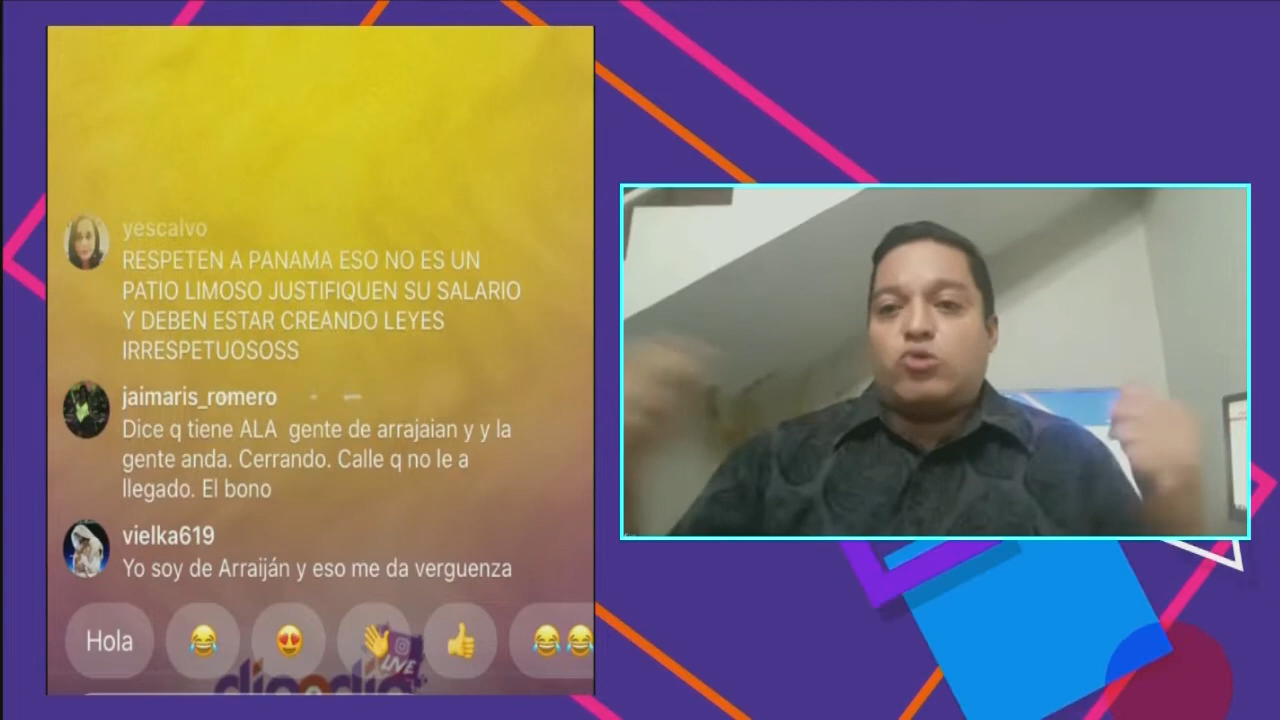 yescalvo
RESPETEN A PANAMA ESO NO ES UN
PATIO LIMOSO JUSTIFIQUEN SU SALARIO
Y DEBEN ESTAR CREANDO LEYES
IRRESPETUOSOSS
jaimaris_romero
Dice q tiene ALA gente de arrajaian y y la
gente anda. Cerrando. Calle q no le a
llegado. El bono
vielka619
Yo soy de Arraiján y eso me da verguenza
Hola
LIVE